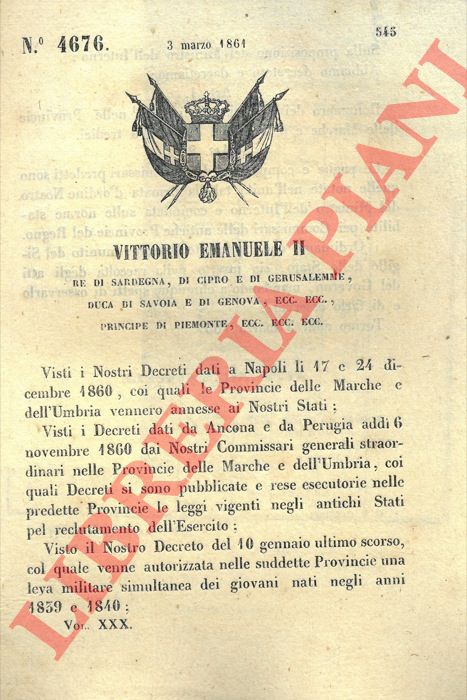 N.º 4676.
3 marzo 1861
545
VITTORIO EMANUELE II
RE DI SARDEGNA, DI CIPRO E DI GERUSALEMME,
DUCA DI SAVOIA E DI GENOVA, ECC. ECC.,
PRINCIPE DI PIEMONTE, ECC. ECC. ECC.
Visti i Nostri Decreti dati a Napoli li 17 e 24 di-
cembre 1860, coi quali le Provincie delle Marche e
dell'Umbria vennero annesse ai Nostri Stati;
Visti i Decreti dati da Ancona e da Perugia addì 6
novembre 1860 dai Nostri Commissari generali straor-
dinari nelle Provincie delle Marche e dell'Umbria, coi
quali Decreti si sono pubblicate e rese esecutorie nelle
predette Provincie le leggi vigenti negli antichi Stati
pel reclutamento dell'Esercito;
Visto il Nostro Decreto del 10 gennaio ultimo scorso,
col quale venne autorizzata nelle suddette Provincie una
leva militare simultanea dei giovani nati negli anni
1839 e 1840;
VOL. XXX.
LIBRERIA PIANI